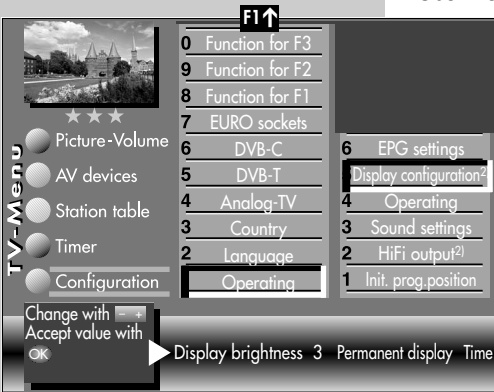 F1↑
TV-Menu
Picture-Volume
AV devices
Station table
Timer
Configuration
0 Function for F3
9 Function for F2
8 Function for F1
7 EURO sockets
6 DVB-C
5 DVB-T
4 Analog-TV
3 Country
2 Language
Operating
6 EPG settings
Display configuration2
4 Operating
3 Sound settings
2 HiFi output2)
1 Init. prog.position
Change with - +
Accept value with
OK
Display brightness 3 Permanent display Time